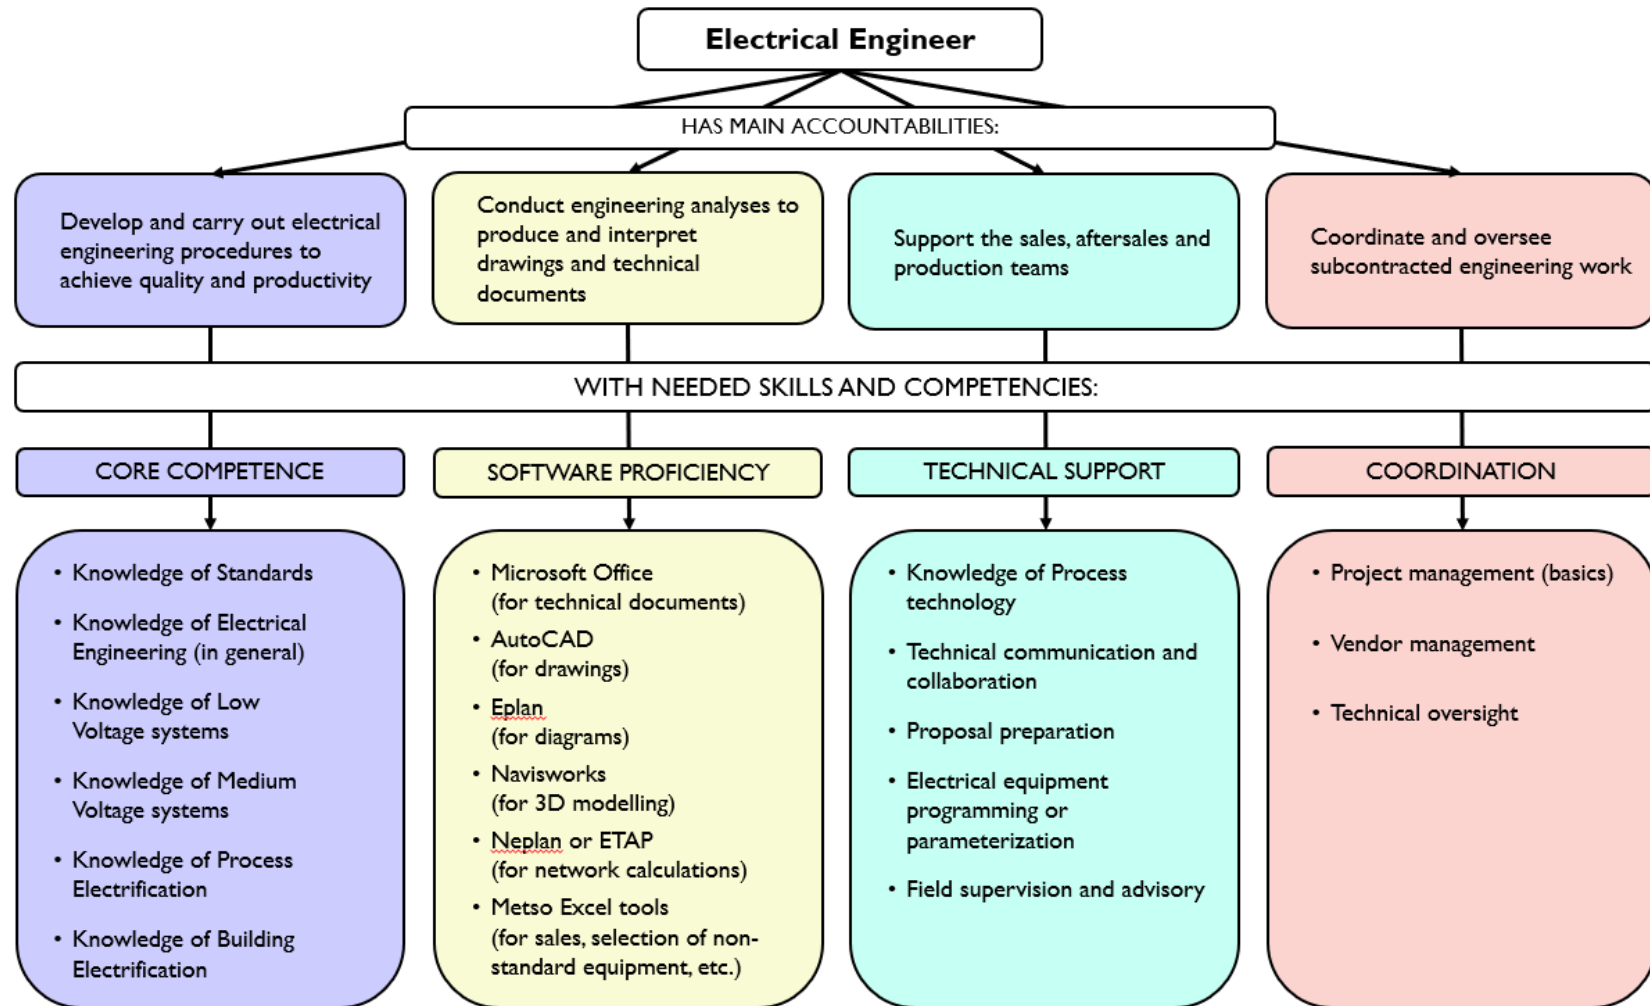 Electrical Engineer
HAS MAIN ACCOUNTABILITIES:
Develop and carry out electrical
engineering procedures to
achieve quality and productivity
Conduct engineering analyses to
produce and interpret
drawings and technical
documents
Support the sales, aftersales and
production teams
Coordinate and oversee
subcontracted engineering work
WITH NEEDED SKILLS AND COMPETENCIES:
CORE COMPETENCE
• Knowledge of Standards
• Knowledge of Electrical
Engineering (in general)
• Knowledge of Low
Voltage systems
• Knowledge of Medium
Voltage systems
• Knowledge of Process
Electrification
• Knowledge of Building
Electrification
SOFTWARE PROFICIENCY
• Microsoft Office
(for technical documents)
• AutoCAD
(for drawings)
• Eplan
(for diagrams)
• Navisworks
(for 3D modelling)
• Neplan or ETAP
(for network calculations)
• Metso Excel tools
(for sales, selection of non-
standard equipment, etc.)
TECHNICAL SUPPORT
• Knowledge of Process
technology
• Technical communication and
collaboration
• Proposal preparation
• Electrical equipment
programming or
parameterization
• Field supervision and advisory
COORDINATION
• Project management (basics)
• Vendor management
• Technical oversight